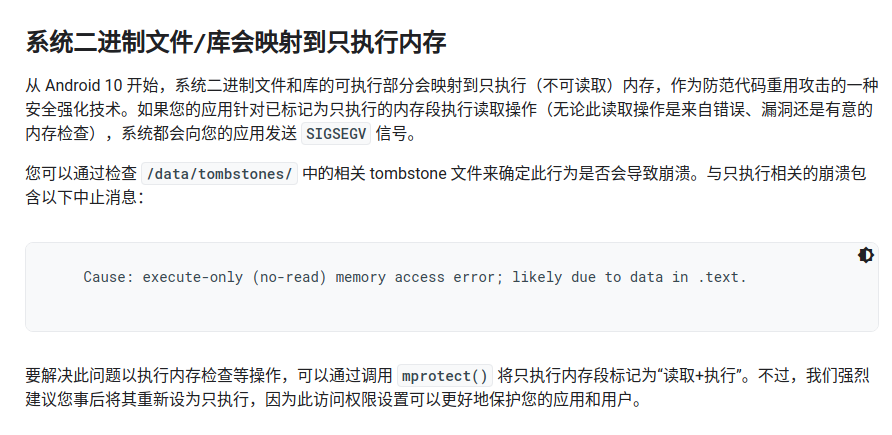 系统二进制文件/库会映射到只执行内存
从 Android 10 开始，系统二进制文件和库的可执行部分会映射到只执行（不可读取）内存，作为防范代码重用攻击的一种
安全强化技术。如果您的应用针对已标记为只执行的内存段执行读取操作（无论此读取操作是来自错误、漏洞还是有意的
内存检查），系统都会向您的应用发送 SIGSEGV 信号。
您可以通过检查 /data/tombstones/ 中的相关 tombstone 文件来确定此行为是否会导致崩溃。与只执行相关的崩溃包
含以下中止消息：
Cause: execute-only (no-read) memory access error; likely due to data in .text.
要解决此问题以执行内存检查等操作，可以通过调用 mprotect() 将只执行内存段标记为“读取+执行”。不过，我们强烈
建议您事后将其重新设为只执行，因为此访问权限设置可以更好地保护您的应用和用户。